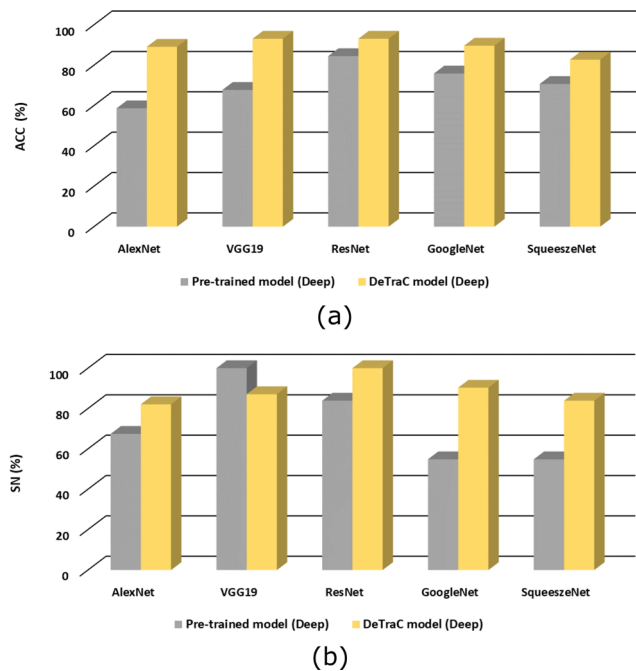 100
80
60
40
20
0
ACC (%)
AlexNet VGG19 ResNet GoogleNet SqueeszeNet
Pre-trained model (Deep) DeTraC model (Deep)
(a)
100
80
60
40
20
0
SN (%)
AlexNet VGG19 ResNet GoogleNet SqueeszeNet
Pre-trained model (Deep) DeTraC model (Deep)
(b)